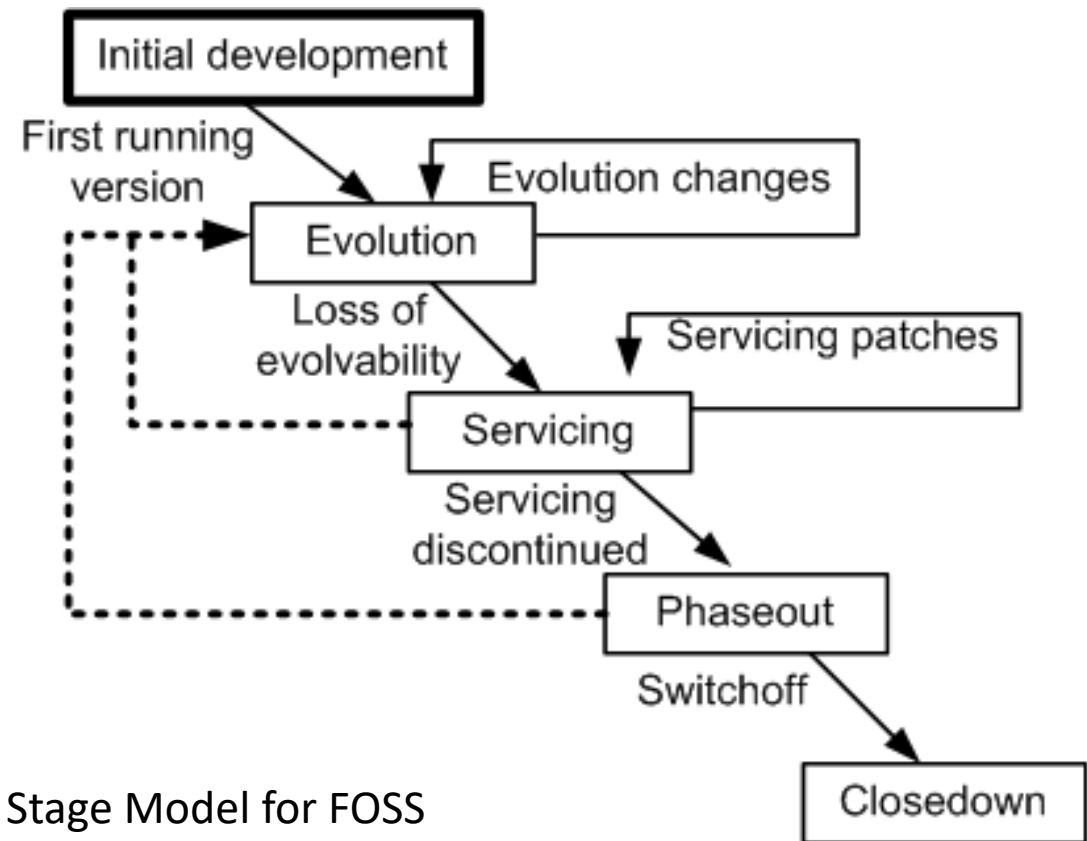 Initial development
First running
version
Evolution changes
Evolution
Loss of
evolvability
Servicing patches
Servicing
Servicing
discontinued
Phaseout
Switchoff
Closedown
Stage Model for FOSS